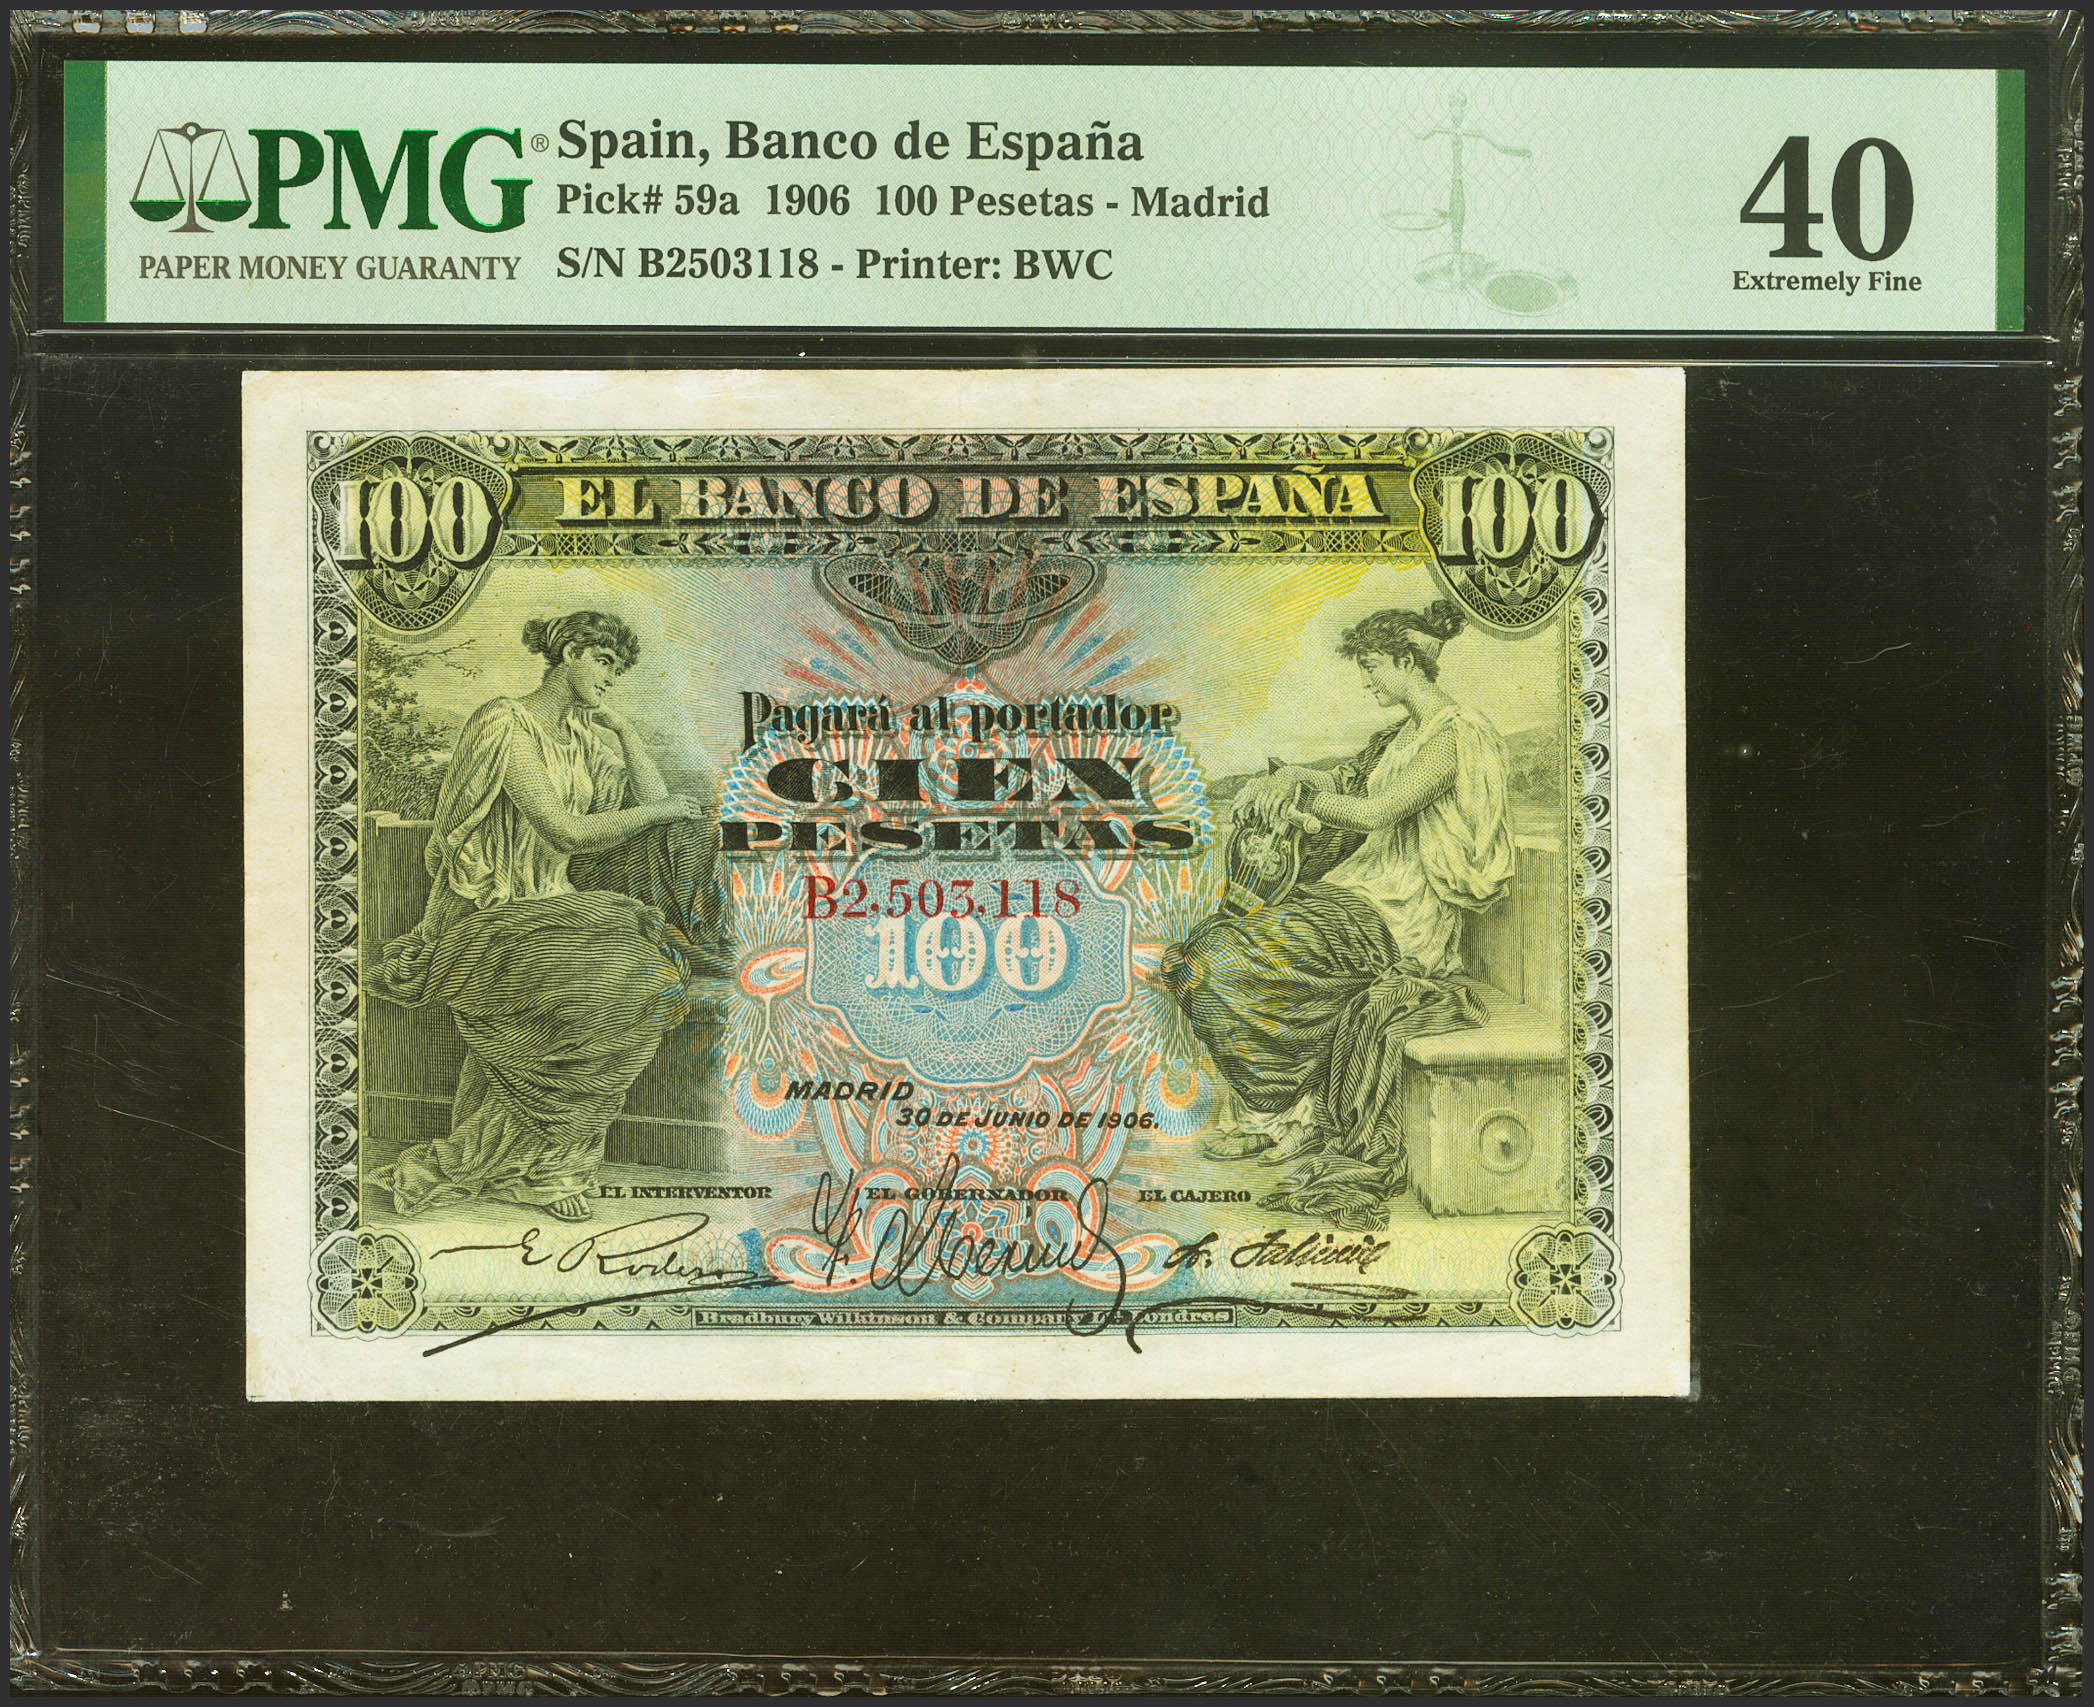 PMG®
PAPER MONEY GUARANTY
Spain, Banco de España
Pick# 59a 1906 100 Pesetas - Madrid
S/N B2503118 - Printer: BWC
40
Extremely Fine
100
EL BANCO DE ESPAÑA
100
Pagará al portador
CIEN
PESETAS
B2,503,118
100
MADRID
30 DE JUNIO DE 1906.
EL INTERVENTOR
EL GOBERNADOR
EL CAJERO
Bradbury Wilkinson & Company Ld Londres